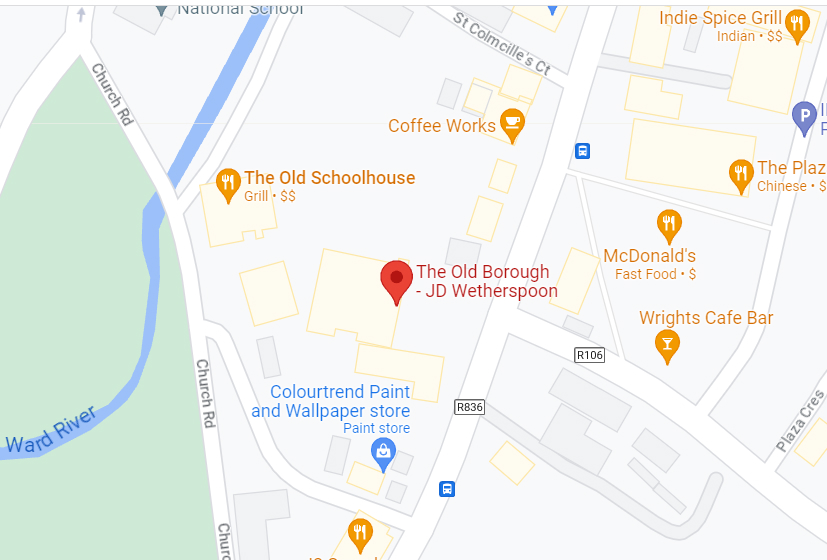 National School
St Colmcille's Ct
Indie Spice Grill
Indian • $$
Church Rd
Coffee Works
P
The Old Schoolhouse
Grill • $$
The Plaz
Chinese • $
McDonald's
Fast Food • $
The Old Borough
- JD Wetherspoon
Wrights Cafe Bar
R106
Church Rd
Colourtrend Paint
and Wallpaper store
Paint store
R836
Ward River
Plaza Cres
Churc